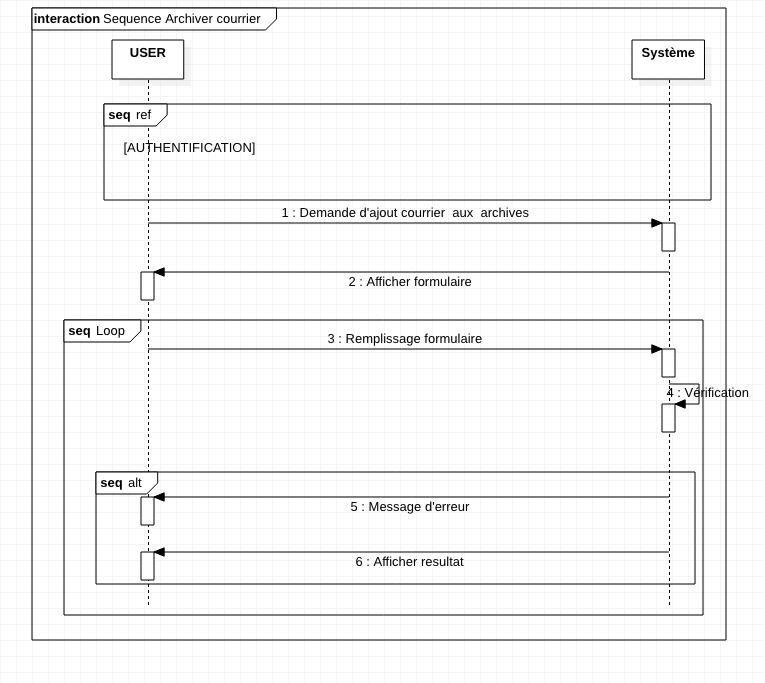 interaction Sequence Archiver courrier
USER
Système
seq ref
[AUTHENTIFICATION]
1 : Demande d'ajout courrier aux archives
2 : Afficher formulaire
seq Loop
3 : Remplissage formulaire
4 : Vérification
seq alt
5 : Message d'erreur
6 : Afficher resultat